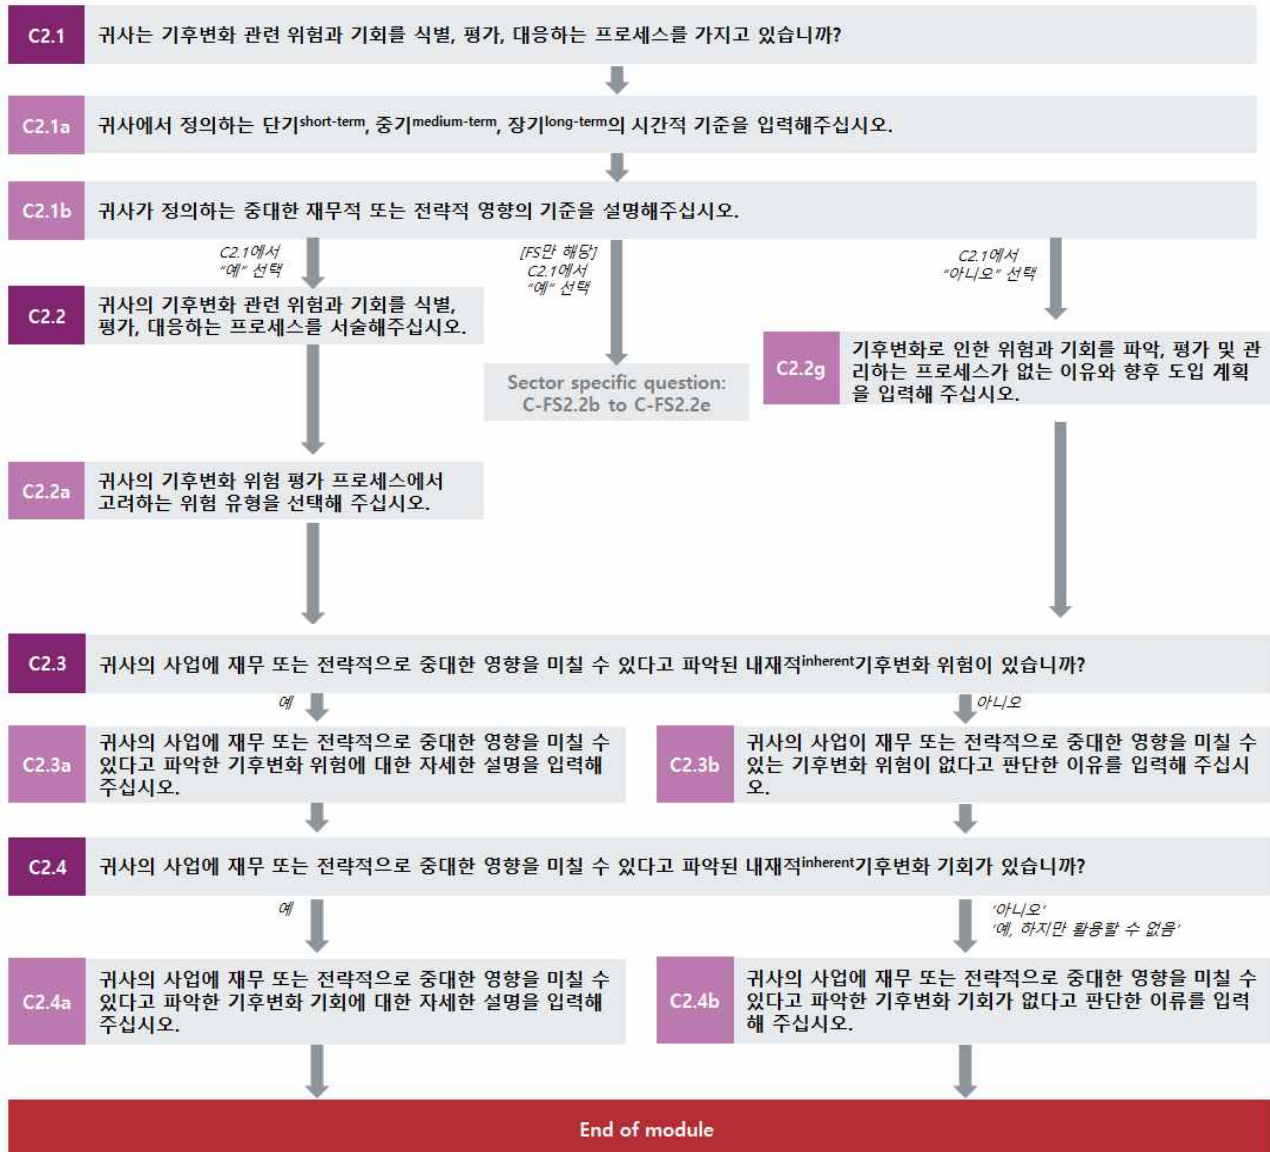 C2.1 귀사는 기후변화 관련 위험과 기회를 식별, 평가, 대응하는 프로세스를 가지고 있습니까?
C2.1a 귀사에서 정의하는 단기short-term, 중기medium-term, 장기long-term의 시간적 기준을 입력해주십시오.
C2.1b 귀사가 정의하는 중대한 재무적 또는 전략적 영향의 기준을 설명해주십시오.
C2.1에서
"예" 선택
[FS만 해당]
C2.1에서
"예" 선택
C2.1에서
"아니오" 선택
C2.2 귀사의 기후변화 관련 위험과 기회를 식별,
평가, 대응하는 프로세스를 서술해주십시오.
Sector specific question:
C-FS2.2b to C-FS2.2e
C2.2g 기후변화로 인한 위험과 기회를 파악, 평가 및 관
리하는 프로세스가 없는 이유와 향후 도입 계획
을 입력해 주십시오.
C2.2a 귀사의 기후변화 위험 평가 프로세스에서
고려하는 위험 유형을 선택해 주십시오.
C2.3 귀사의 사업에 재무 또는 전략적으로 중대한 영향을 미칠 수 있다고 파악된 내재적inherent기후변화 위험이 있습니까?
예
아니오
C2.3a 귀사의 사업에 재무 또는 전략적으로 중대한 영향을 미칠 수
있다고 파악한 기후변화 위험에 대한 자세한 설명을 입력해
주십시오.
C2.3b 귀사의 사업이 재무 또는 전략적으로 중대한 영향을 미칠 수
있는 기후변화 위험이 없다고 판단한 이유를 입력해 주십시
오.
C2.4 귀사의 사업에 재무 또는 전략적으로 중대한 영향을 미칠 수 있다고 파악된 내재적inherent기후변화 기회가 있습니까?
예
'아니오'
'예, 하지만 활용할 수 없음'
C2.4a 귀사의 사업에 재무 또는 전략적으로 중대한 영향을 미칠 수
있다고 파악한 기후변화 기회에 대한 자세한 설명을 입력해
주십시오.
C2.4b 귀사의 사업에 재무 또는 전략적으로 중대한 영향을 미칠 수
있다고 파악한 기후변화 기회가 없다고 판단한 이류를 입력
해 주십시오.
End of module